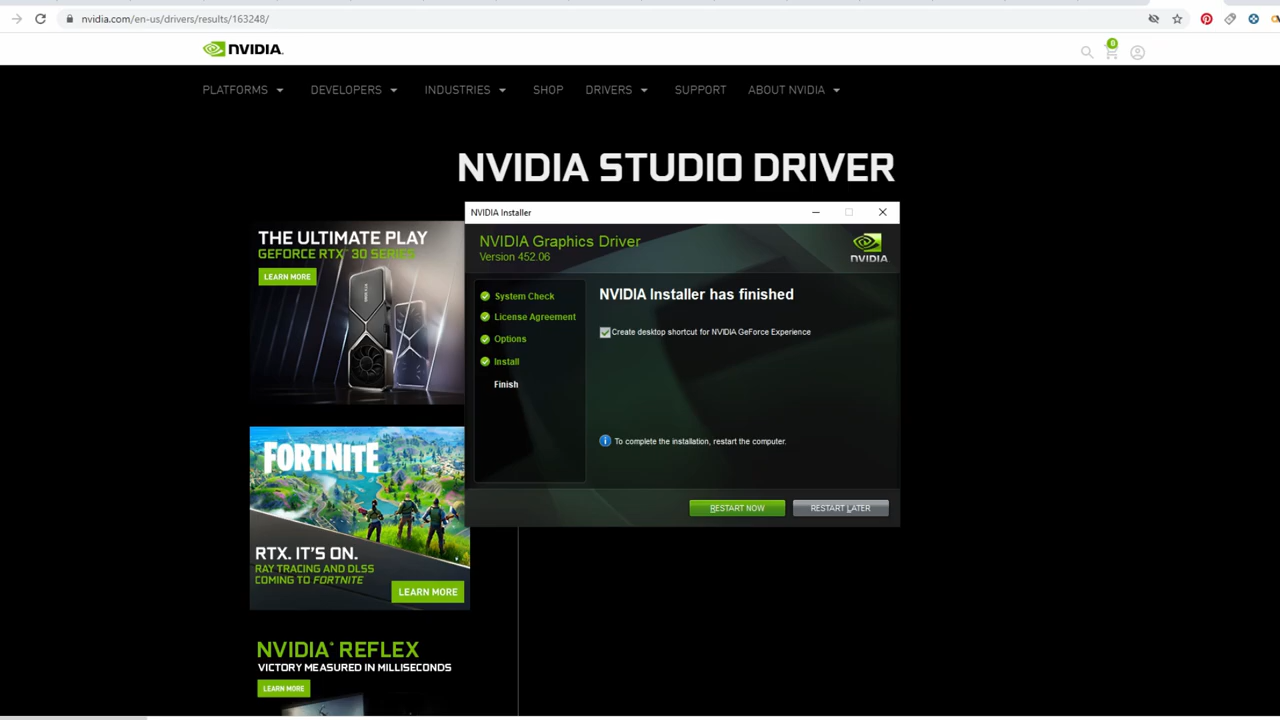 nvidia.com/en-us/drivers/results/163248/
NVIDIA.
0
PLATFORMS
DEVELOPERS
INDUSTRIES
SHOP
DRIVERS
SUPPORT
ABOUT NVIDIA
NVIDIA STUDIO DRIVER
THE ULTIMATE PLAY
GEFORCE RTX™ 30 SERIES
LEARN MORE
NVIDIA Installer
NVIDIA Graphics Driver
Version 452.06
NVIDIA.
System Check
License Agreement
Options
Install
Finish
NVIDIA Installer has finished
Create desktop shortcut for NVIDIA GeForce Experience
To complete the installation, restart the computer.
RESTART NOW
RESTART LATER
FORTNITE
RTX. IT'S ON.
RAY TRACING AND DLSS
COMING TO FORTNITE
LEARN MORE
NVIDIA® REFLEX
VICTORY MEASURED IN MILLISECONDS
LEARN MORE